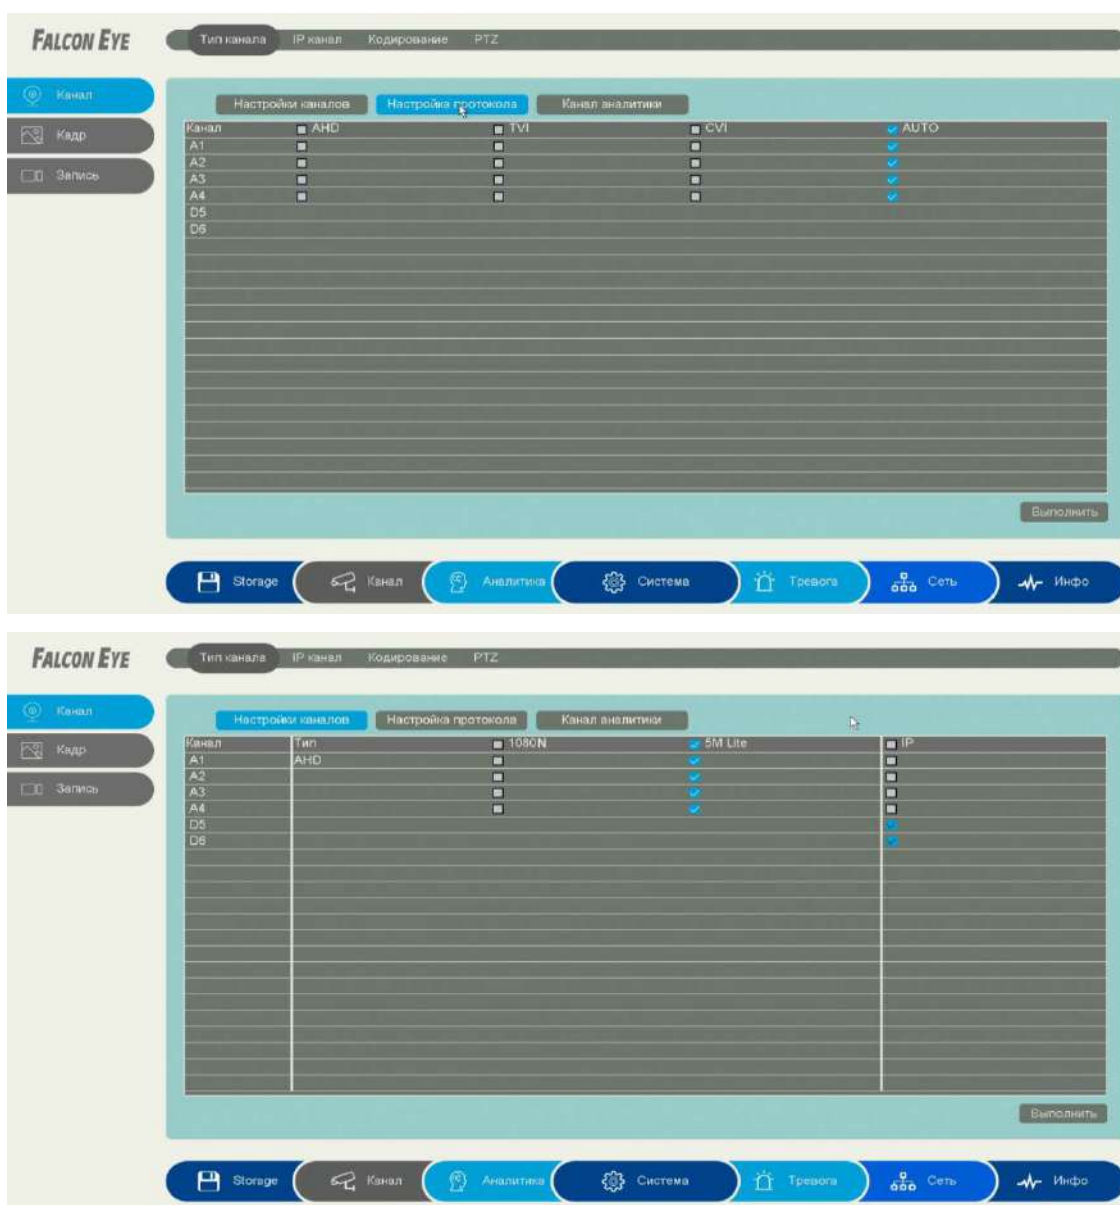 FALCON EYE
Тип канала IP канал Кодирование PTZ
Канал
Кадр
Запись
Настройки каналов Настройка протокола Канал аналитики
Канал AHD TVI CVI AUTO
A1
A2
A3
A4
D5
D6
Выполнить
Storage Канал Аналитика Система Тревога Сеть Инфо
FALCON EYE
Тип канала IP канал Кодирование PTZ
Канал
Кадр
Запись
Настройки каналов Настройка протокола Канал аналитики
Канал Тип 1080N 5M Lite IP
A1 AHD
A2
A3
A4
D5
D6
Выполнить
Storage Канал Аналитика Система Тревога Сеть Инфо